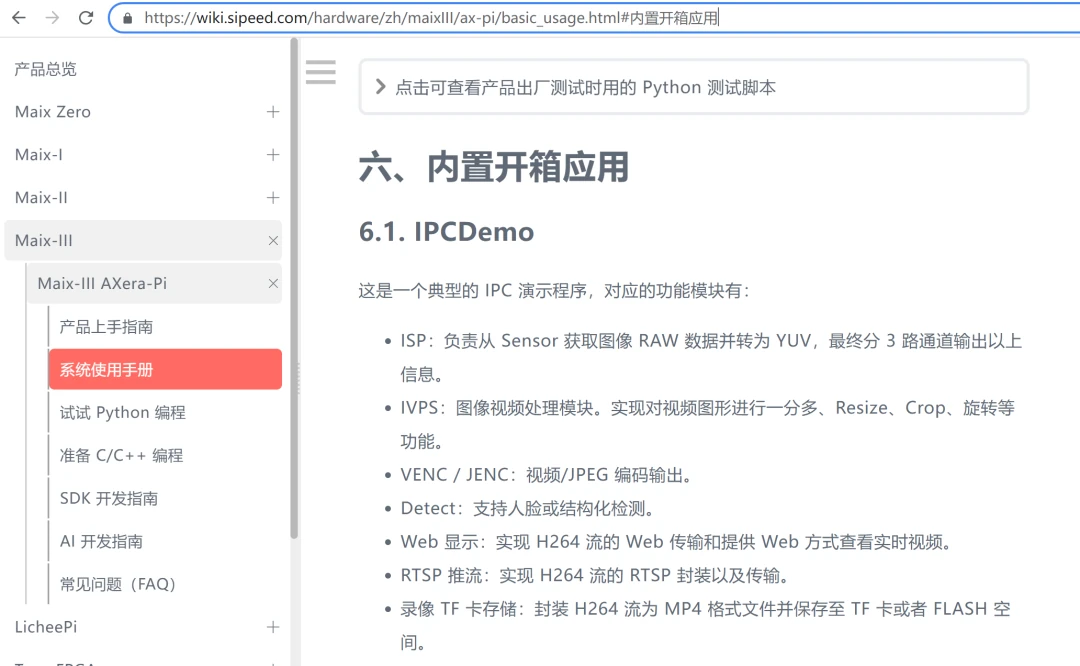 https://wiki.sipeed.com/hardware/zh/maixIII/ax-pi/basic_usage.html#内置开箱应用
产品总览
Maix Zero
Maix-I
Maix-II
Maix-III
Maix-III AXera-Pi
产品上手指南
系统使用手册
试试 Python 编程
准备 C/C++ 编程
SDK 开发指南
AI 开发指南
常见问题（FAQ）
LicheePi
点击可查看产品出厂测试时用的 Python 测试脚本
六、内置开箱应用
6.1. IPCDemo
这是一个典型的 IPC 演示程序，对应的功能模块有：
ISP：负责从 Sensor 获取图像 RAW 数据并转为 YUV，最终分 3 路通道输出以上
信息。
IVPS：图像视频处理模块。实现对视频图形进行一分多、Resize、Crop、旋转等
功能。
VENC / JENC：视频/JPEG 编码输出。
Detect：支持人脸或结构化检测。
Web 显示：实现 H264 流的 Web 传输和提供 Web 方式查看实时视频。
RTSP 推流：实现 H264 流的 RTSP 封装以及传输。
录像 TF 卡存储：封装 H264 流为 MP4 格式文件并保存至 TF 卡或者 FLASH 空
间。